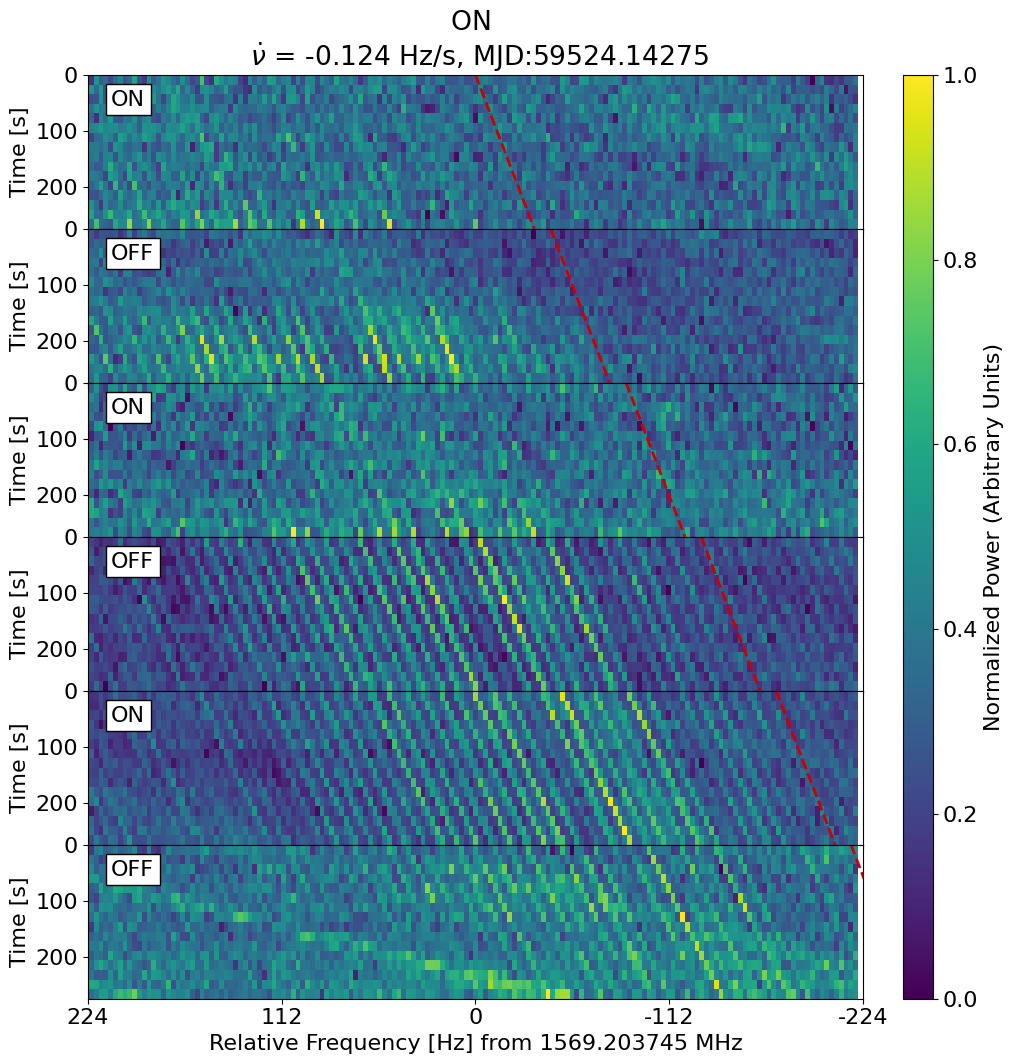 ON
ν̇ = -0.124 Hz/s, MJD:59524.14275
0
100
200
Time [s]
ON
0
100
200
Time [s]
OFF
0
100
200
Time [s]
ON
0
100
200
Time [s]
OFF
0
100
200
Time [s]
ON
0
100
200
Time [s]
OFF
224 112 0 -112 -224
Relative Frequency [Hz] from 1569.203745 MHz
1.0
0.8
0.6
0.4
0.2
0.0
Normalized Power (Arbitrary Units)